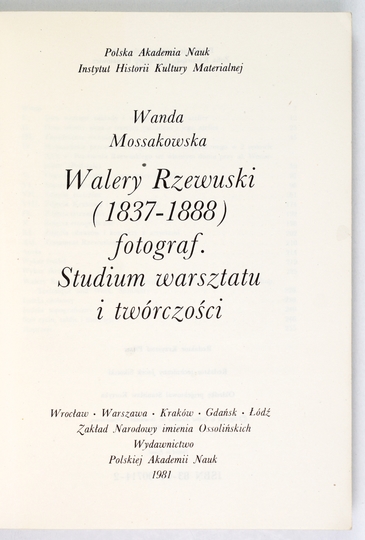 Polska Akademia Nauk
Instytut Historii Kultury Materialnej
Wanda
Mossakowska
Walery Rzewuski
(1837-1888)
fotograf.
Studium warsztatu
i twórczości
Wrocław · Warszawa · Kraków · Gdańsk · Łódź
Zakład Narodowy imienia Ossolińskich
Wydawnictwo
Polskiej Akademii Nauk
1981